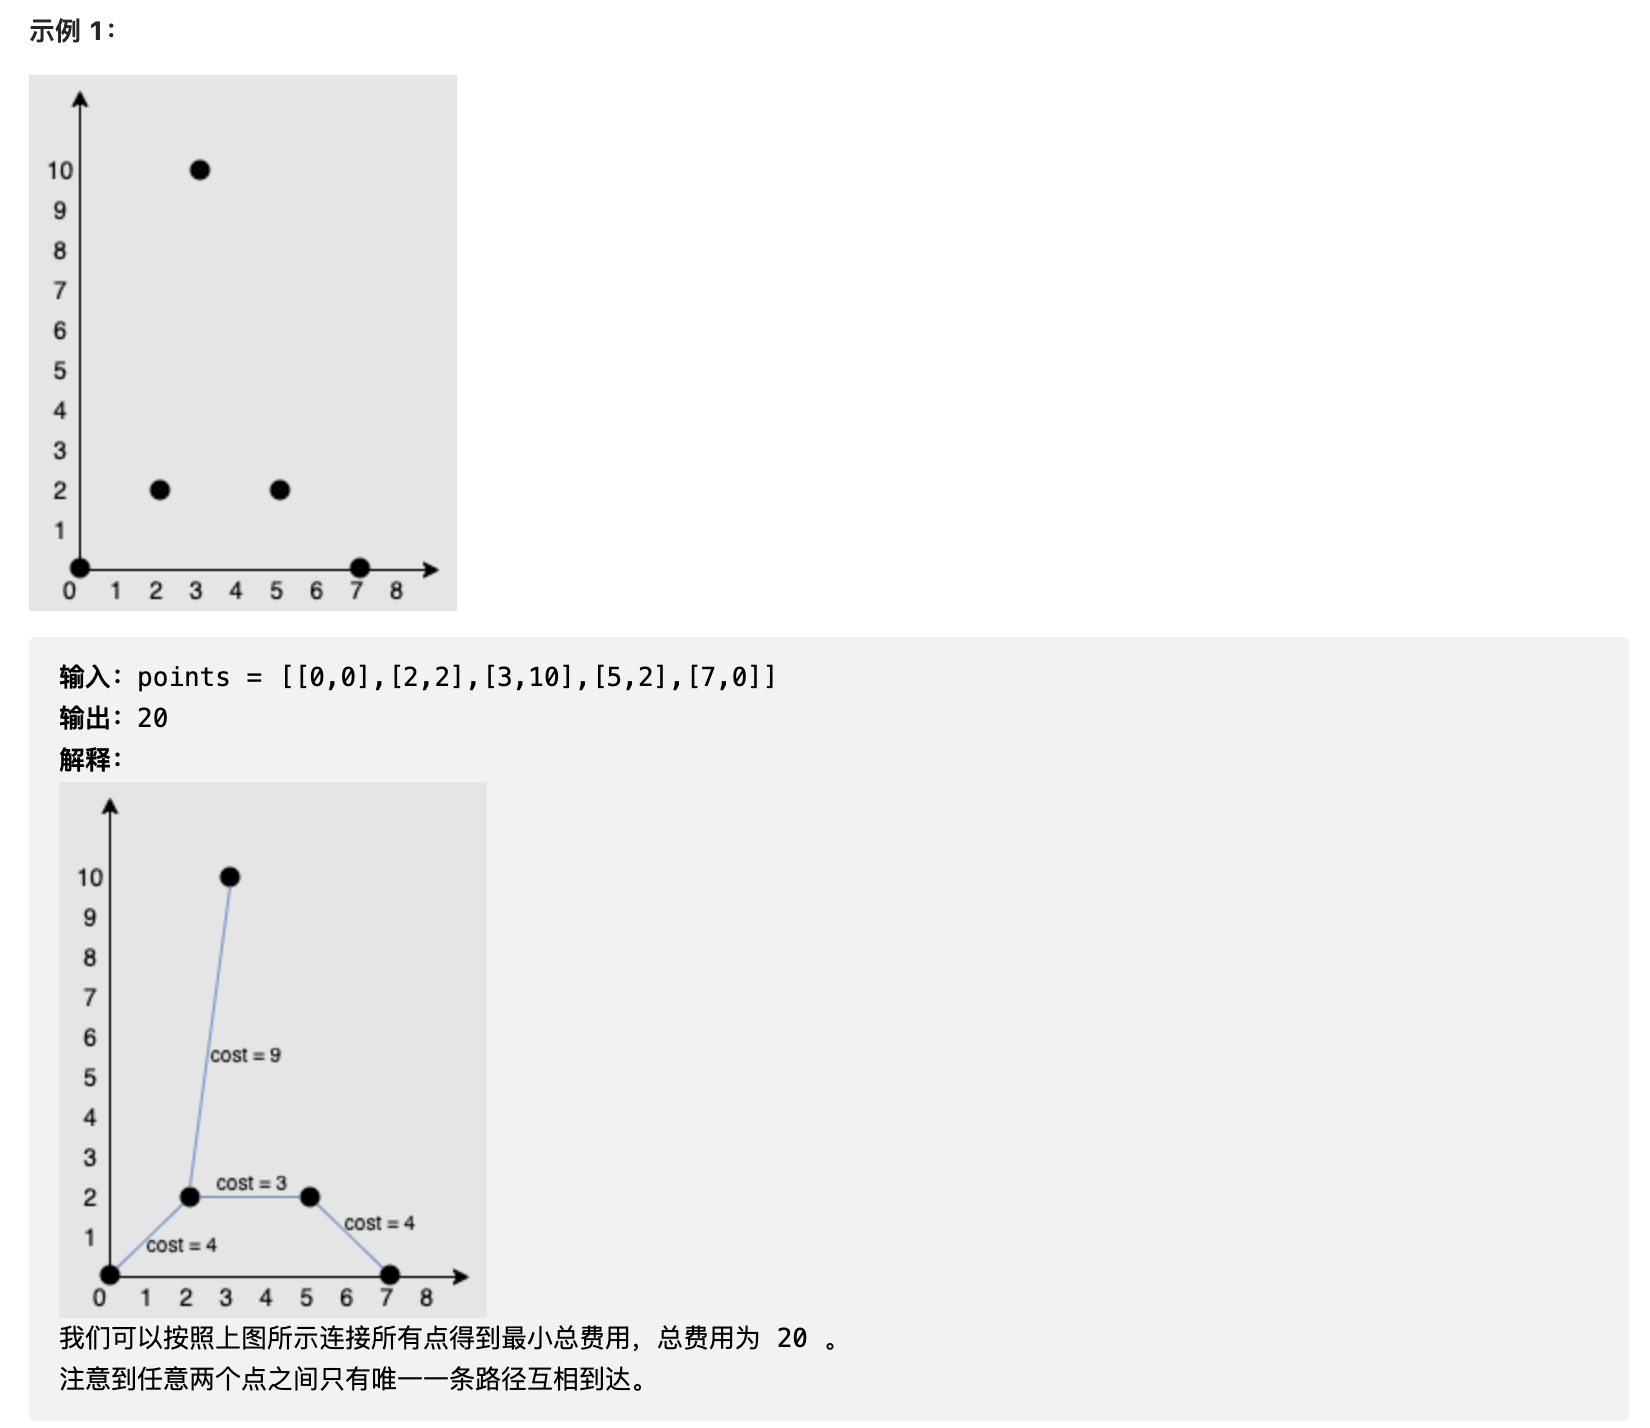 示例 1：
10
9
8
7
6
5
4
3
2
1
0 1 2 3 4 5 6 7 8
输入：points = [[0,0],[2,2],[3,10],[5,2],[7,0]]
输出：20
解释：
10
9
8
7
6
cost = 9
5
4
3
cost = 3
2
cost = 4
1
cost = 4
0 1 2 3 4 5 6 7 8
我们可以按照上图所示连接所有点得到最小总费用，总费用为 20 。
注意到任意两个点之间只有唯一一条路径互相到达。